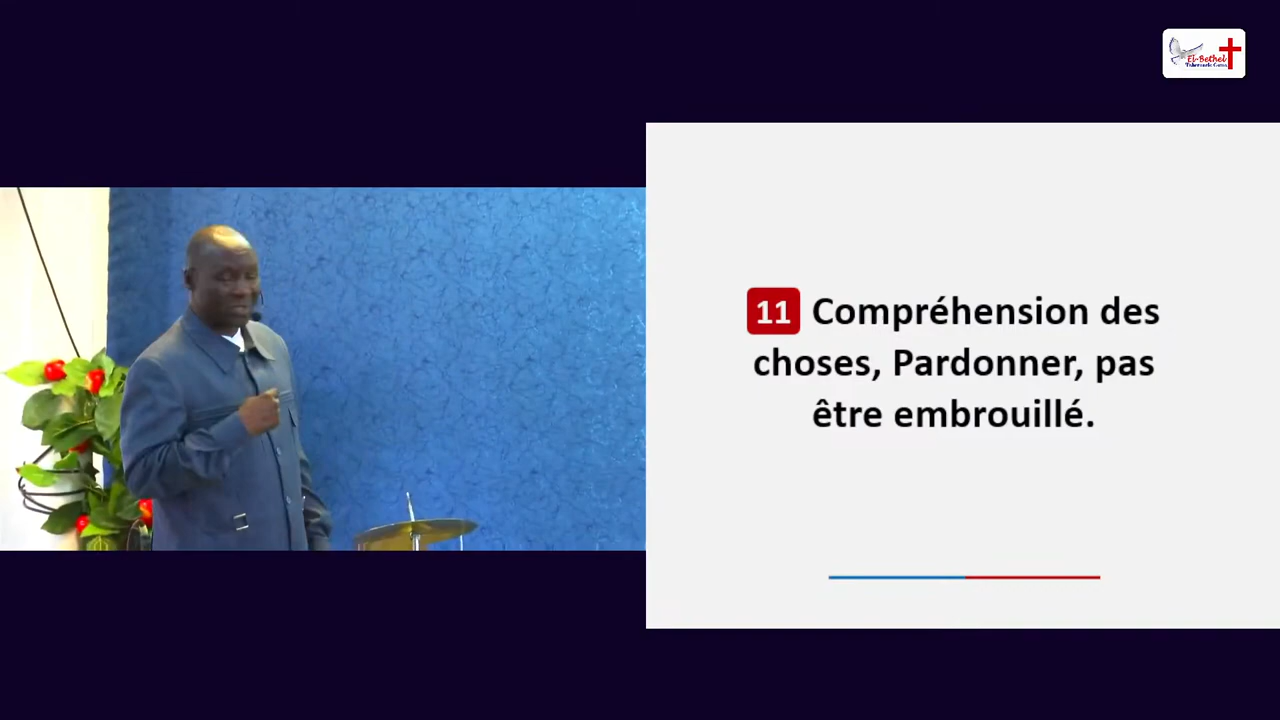 El-Bethel
11 Compréhension des
choses, Pardonner, pas
être embrouillé.